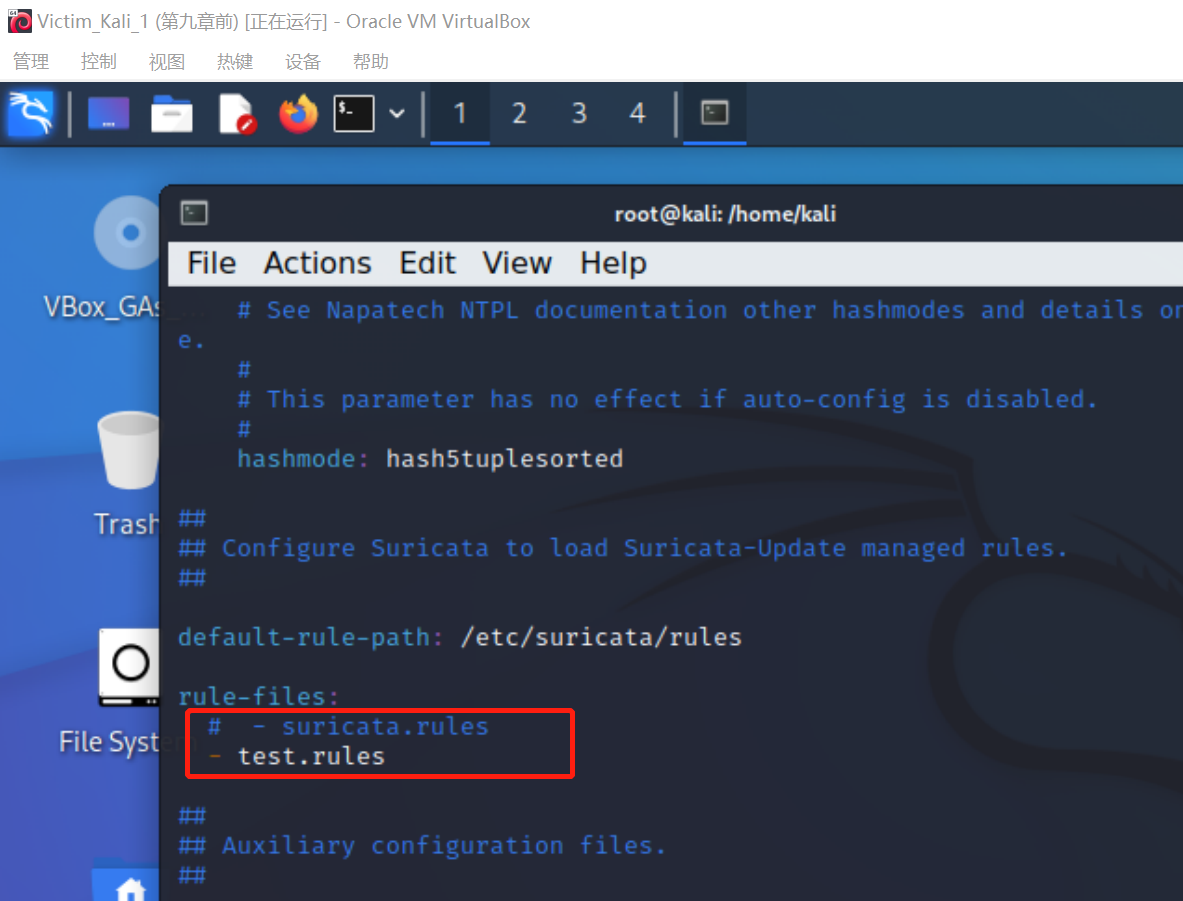 Victim_Kali_1 (第九章前) [正在运行] - Oracle VM VirtualBox
管理 控制 视图 热键 设备 帮助
1 2 3 4
root@kali: /home/kali
File Actions Edit View Help
VBox_GAs_...
Trash
File System
# See Napatech NTPL documentation other hashmodes and details on
e.
#
# This parameter has no effect if auto-config is disabled.
#
hashmode: hash5tuplesorted
##
## Configure Suricata to load Suricata-Update managed rules.
##
default-rule-path: /etc/suricata/rules
rule-files:
# - suricata.rules
- test.rules
##
## Auxiliary configuration files.
##